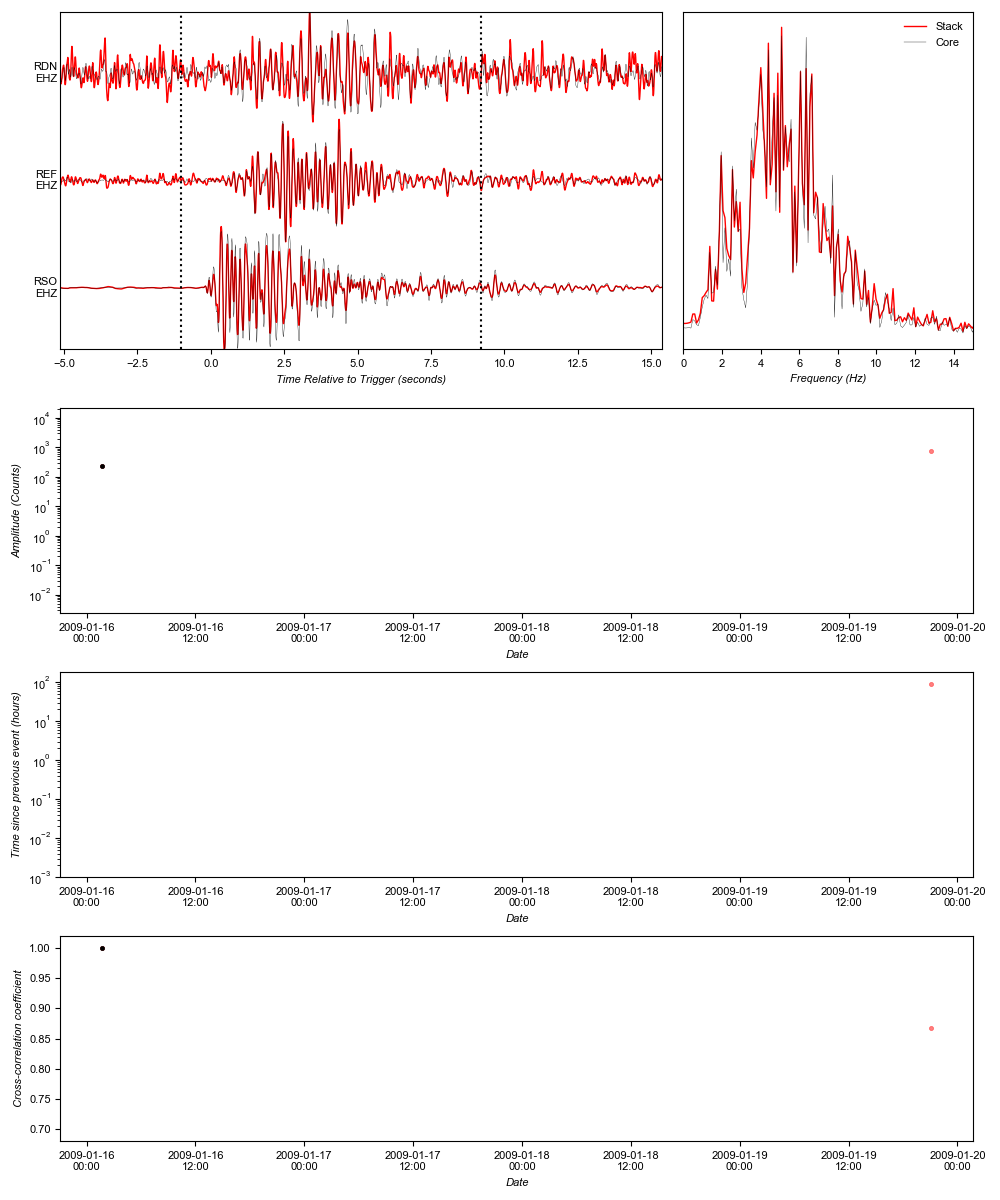 RDN
EHZ
REF
EHZ
RSO
EHZ
−5.0 −2.5 0.0 2.5 5.0 7.5 10.0 12.5 15.0
Time Relative to Trigger (seconds)
Stack
Core
0 2 4 6 8 10 12 14
Frequency (Hz)
Amplitude (Counts)
10⁴
10³
10²
10¹
10⁰
10⁻¹
10⁻²
2009-01-16 2009-01-16 2009-01-17 2009-01-17 2009-01-18 2009-01-18 2009-01-19 2009-01-19 2009-01-20
00:00 12:00 00:00 12:00 00:00 12:00 00:00 12:00 00:00
Date
Time since previous event (hours)
10²
10¹
10⁰
10⁻¹
10⁻²
10⁻³
2009-01-16 2009-01-16 2009-01-17 2009-01-17 2009-01-18 2009-01-18 2009-01-19 2009-01-19 2009-01-20
00:00 12:00 00:00 12:00 00:00 12:00 00:00 12:00 00:00
Date
Cross-correlation coefficient
1.00
0.95
0.90
0.85
0.80
0.75
0.70
2009-01-16 2009-01-16 2009-01-17 2009-01-17 2009-01-18 2009-01-18 2009-01-19 2009-01-19 2009-01-20
00:00 12:00 00:00 12:00 00:00 12:00 00:00 12:00 00:00
Date